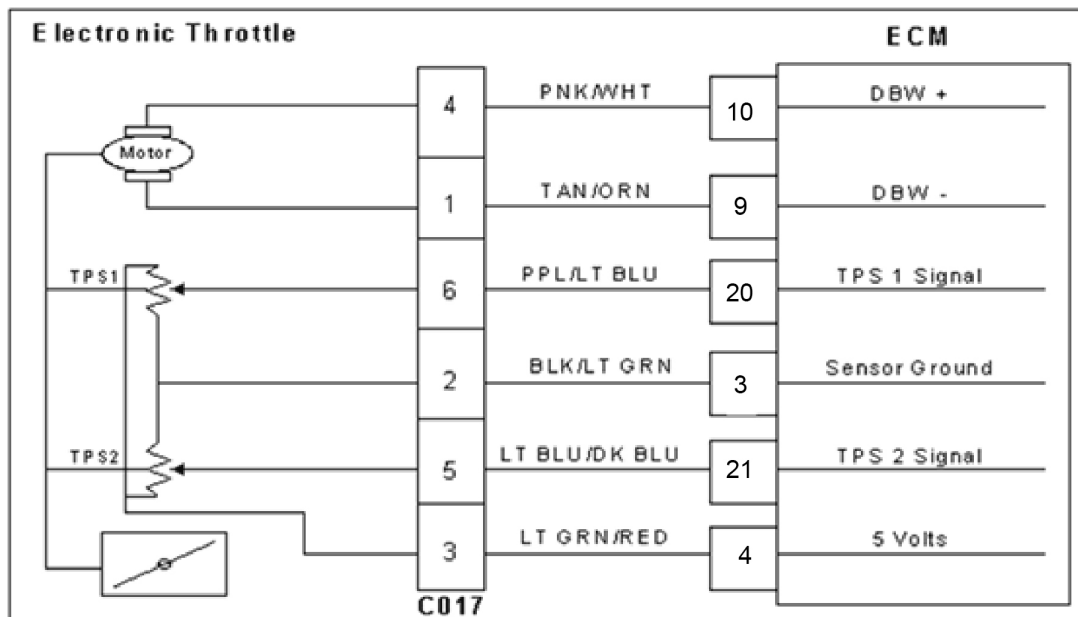 Electronic Throttle
ECM
4 PNK/WHT 10 DBW +
Motor
1 TAN/ORN 9 DBW -
TPS1 6 PPL/LT BLU 20 TPS 1 Signal
2 BLK/LT GRN 3 Sensor Ground
TPS2 5 LT BLU/DK BLU 21 TPS 2 Signal
3 LT GRN/RED 4 5 Volts
C017